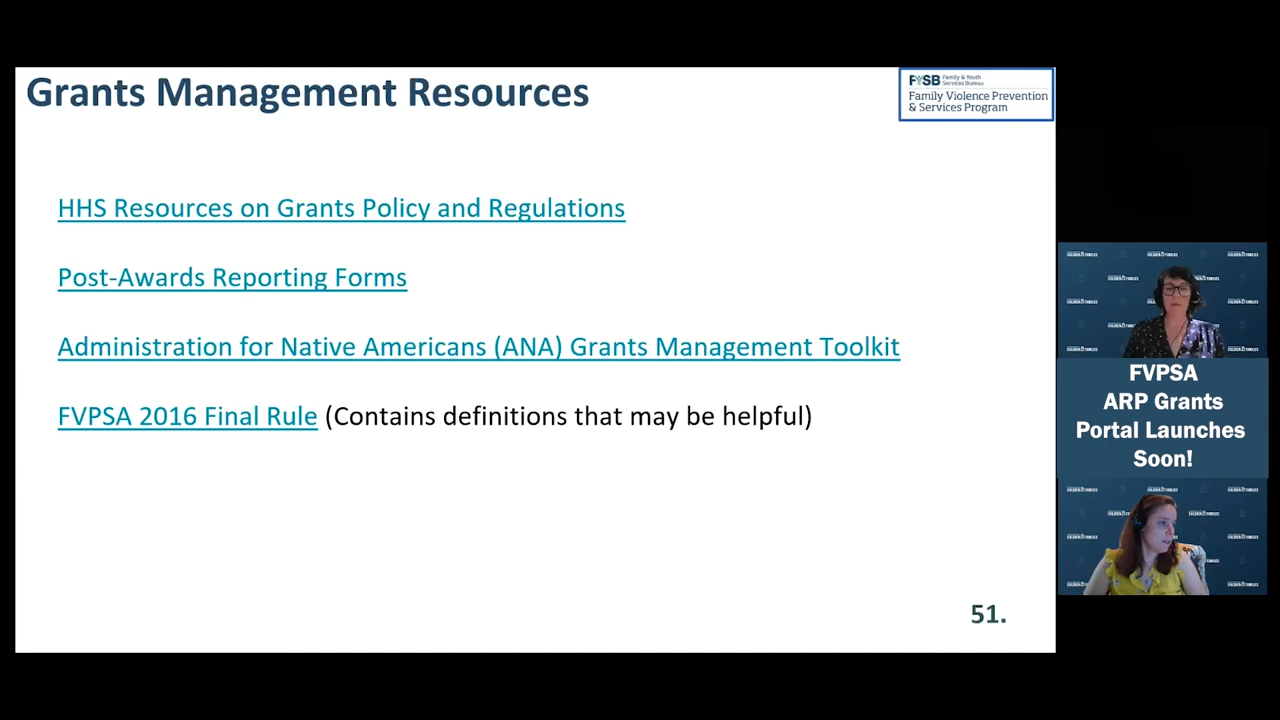 Grants Management Resources
FYSB Family & Youth
Services Bureau
Family Violence Prevention
& Services Program
HHS Resources on Grants Policy and Regulations
Post-Awards Reporting Forms
Administration for Native Americans (ANA) Grants Management Toolkit
FVPSA 2016 Final Rule (Contains definitions that may be helpful)
51.
FVPSA
ARP Grants
Portal Launches
Soon!